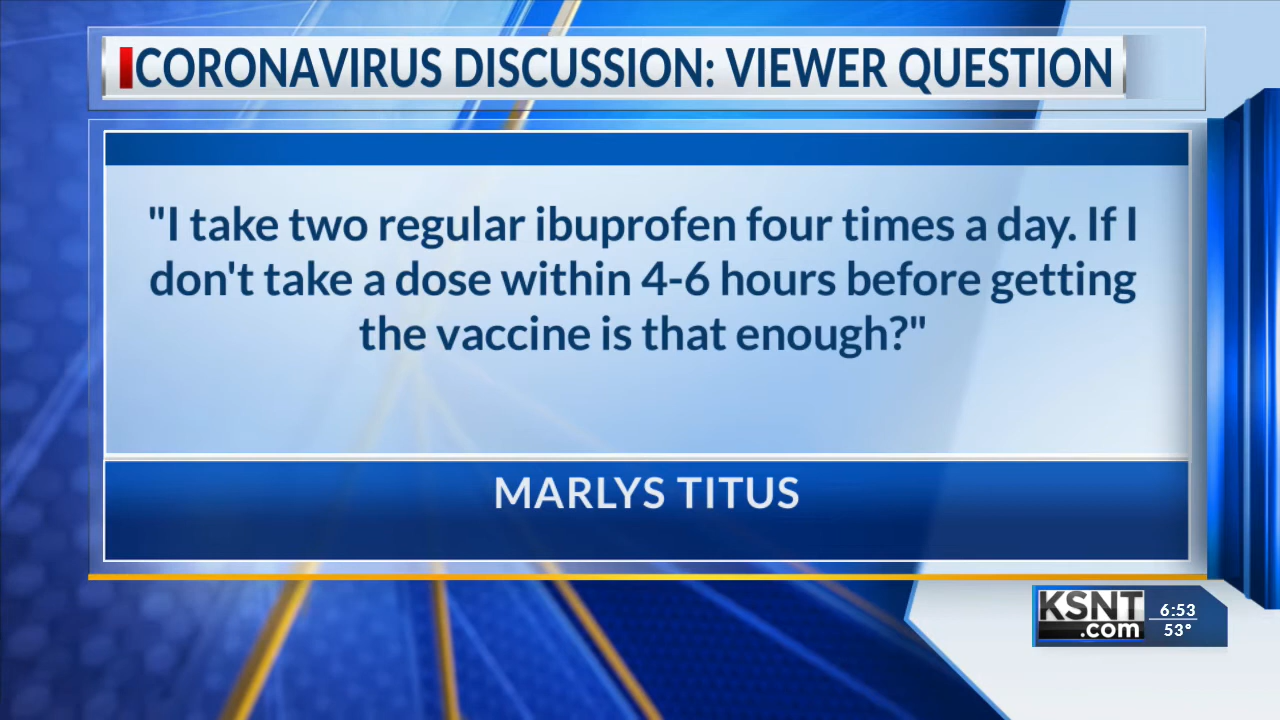 CORONAVIRUS DISCUSSION: VIEWER QUESTION
"I take two regular ibuprofen four times a day. If I
don't take a dose within 4-6 hours before getting
the vaccine is that enough?"
MARLYS TITUS
KSNT
.com
6:53
53°